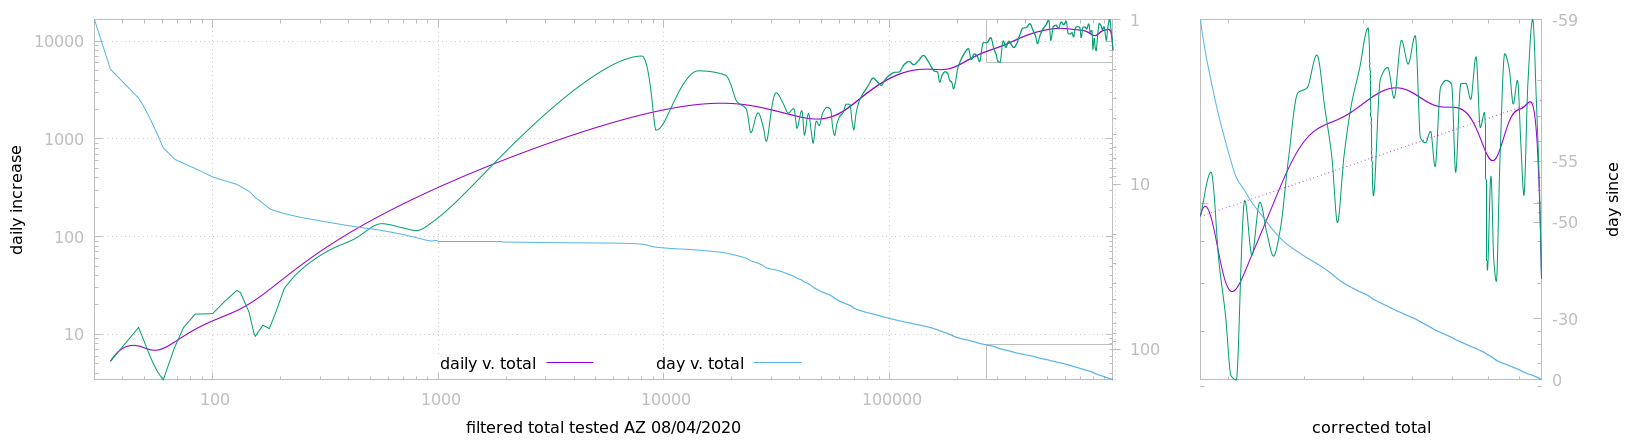 10000
1000
100
10
daily increase
100
1000
10000
100000
filtered total tested AZ 08/04/2020
daily v. total
day v. total
1
10
100
corrected total
-59
-55
-50
-30
0
day since